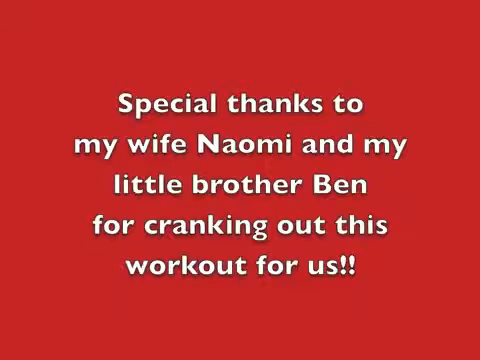 Special thanks to
my wife Naomi and my
little brother Ben
for cranking out this
workout for us!!